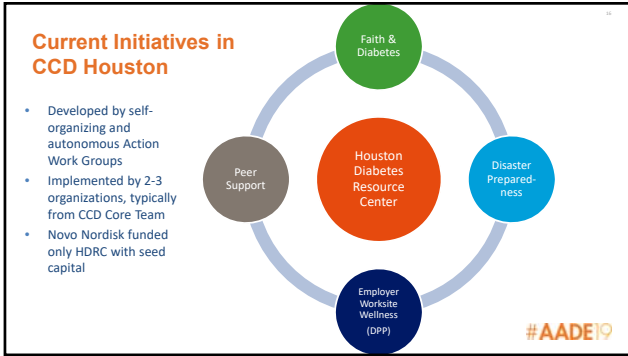 Current Initiatives in
CCD Houston
• Developed by self-
organizing and
autonomous Action
Work Groups
• Implemented by 2-3
organizations, typically
from CCD Core Team
• Novo Nordisk funded
only HDRC with seed
capital
Faith &
Diabetes
Peer
Support
Houston
Diabetes
Resource
Center
Disaster
Prepared-
ness
Employer
Worksite
Wellness
(DPP)
#AADE19